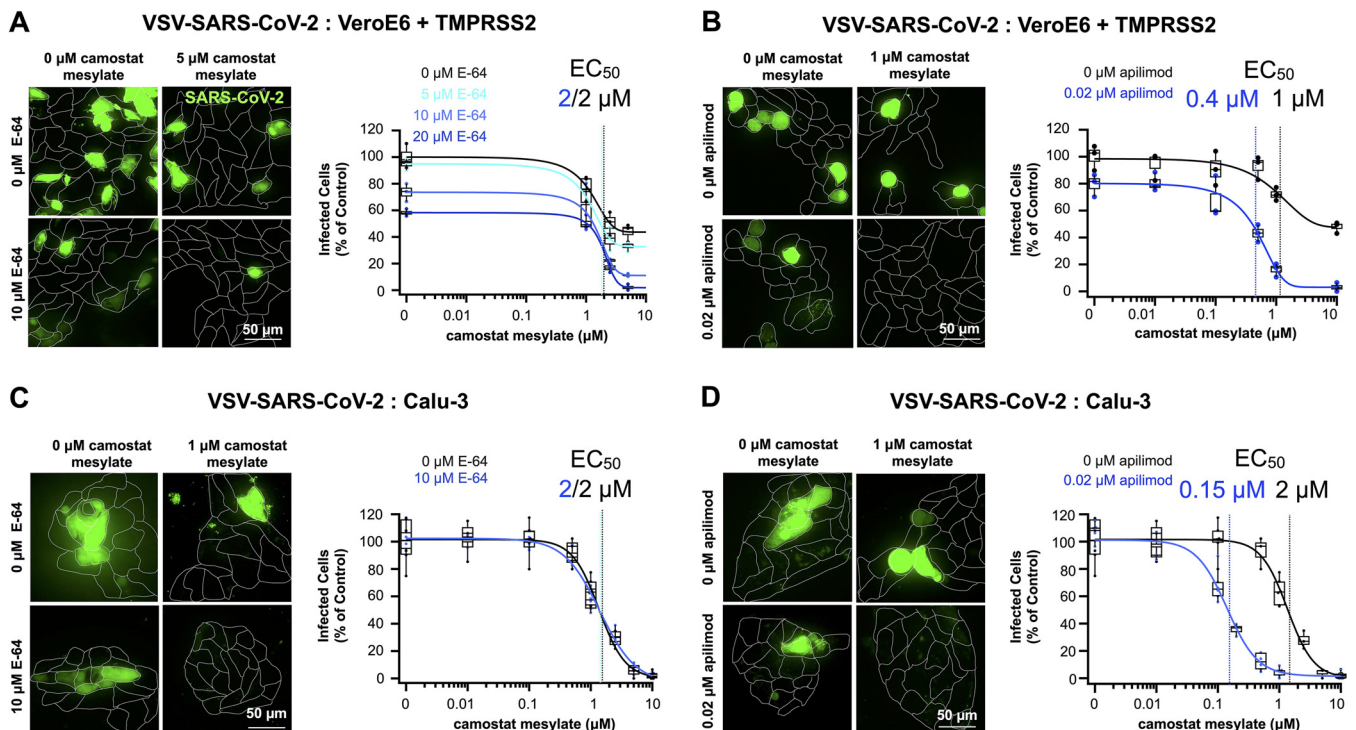 A
VSV-SARS-CoV-2 : VeroE6 + TMPRSS2
0 µM camostat
mesylate
5 µM camostat
mesylate
SARS-CoV-2
0 µM E-64
10 µM E-64
50 µm
0 µM E-64
5 µM E-64
10 µM E-64
20 µM E-64
EC50
2/2 µM
Infected Cells
(% of Control)
120
100
80
60
40
20
0
0
0.01
0.1
1
10
camostat mesylate (µM)
B
VSV-SARS-CoV-2 : VeroE6 + TMPRSS2
0 µM camostat
mesylate
1 µM camostat
mesylate
0 µM apilimod
0.02 µM apilimod
50 µm
0 µM apilimod
0.02 µM apilimod
EC50
0.4 µM 1 µM
Infected Cells
(% of Control)
120
100
80
60
40
20
0
0
0.01
0.1
1
10
camostat mesylate (µM)
C
VSV-SARS-CoV-2 : Calu-3
0 µM camostat
mesylate
1 µM camostat
mesylate
0 µM E-64
10 µM E-64
50 µm
0 µM E-64
10 µM E-64
EC50
2/2 µM
Infected Cells
(% of Control)
120
100
80
60
40
20
0
0
0.01
0.1
1
10
camostat mesylate (µM)
D
VSV-SARS-CoV-2 : Calu-3
0 µM camostat
mesylate
1 µM camostat
mesylate
0 µM apilimod
0.02 µM apilimod
50 µm
0 µM apilimod
0.02 µM apilimod
EC50
0.15 µM 2 µM
Infected Cells
(% of Control)
120
100
80
60
40
20
0
0
0.01
0.1
1
10
camostat mesylate (µM)